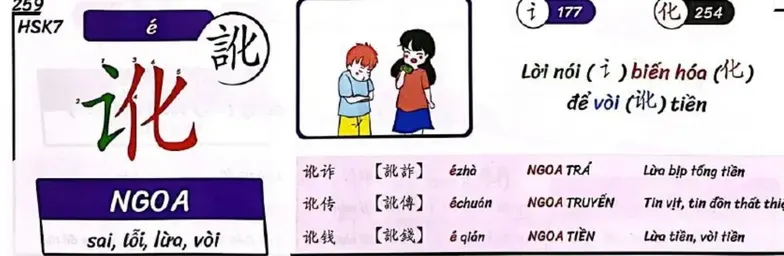 259
HSK7
é
訛
讹
NGOA
sai, lỗi, lừa, vòi
讠 177
化 254
Lời nói (讠) biến hóa (化)
để vòi (讹) tiền
讹诈 【訛詐】 ézhà NGOA TRÁ Lừa bịp tống tiền
讹传 【訛傳】 échuán NGOA TRUYỀN Tin vịt, tin đồn thất thiệ
讹钱 【訛錢】 é qián NGOA TIỀN Lừa tiền, vòi tiền